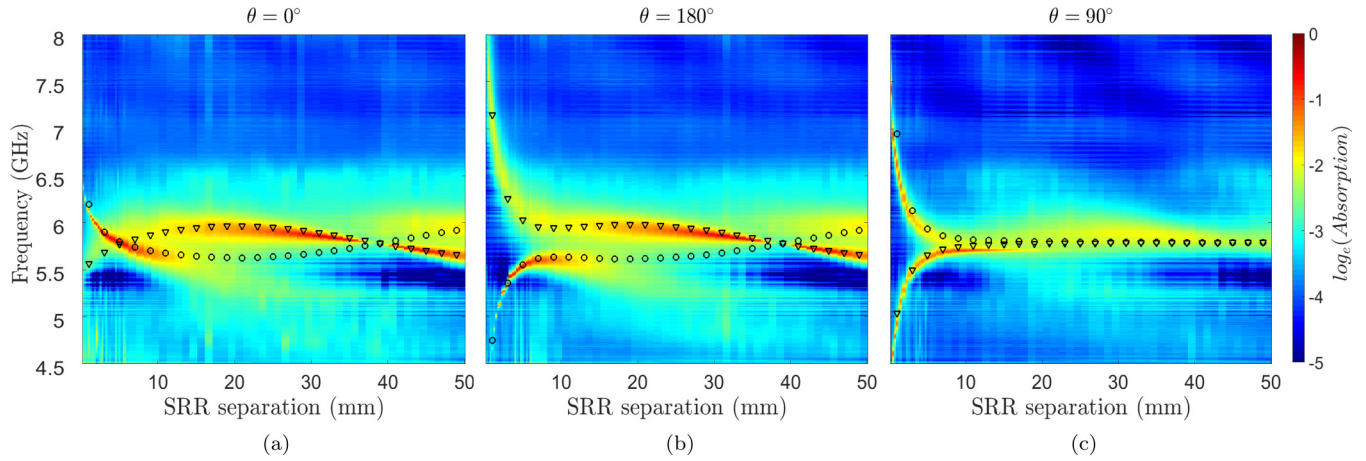 θ = 0° θ = 180° θ = 90°
8 0
7.5
-1
7
-2
6.5
Frequency (GHz)
6
-3
5.5
-4
5
4.5 -5
log_e(Absorption)
10 20 30 40 50 10 20 30 40 50 10 20 30 40 50
SRR separation (mm) SRR separation (mm) SRR separation (mm)
(a) (b) (c)